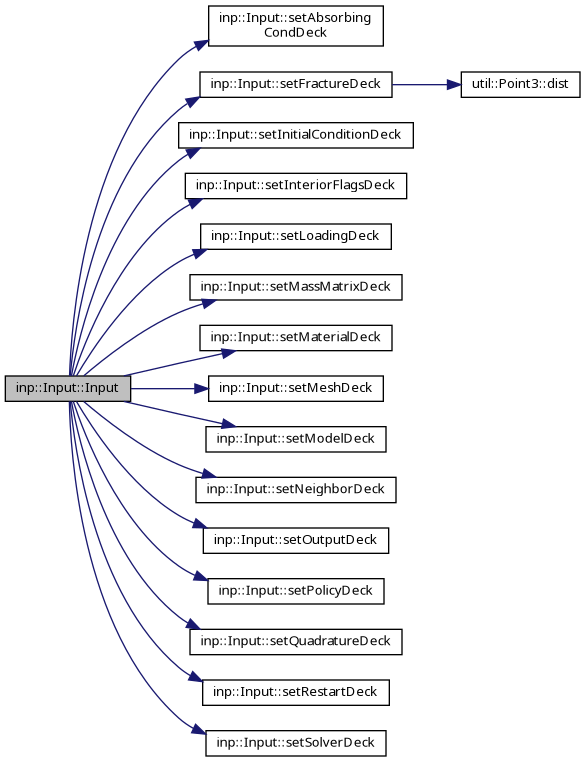 inp::Input::setAbsorbing
CondDeck
inp::Input::setFractureDeck
util::Point3::dist
inp::Input::setInitialConditionDeck
inp::Input::setInteriorFlagsDeck
inp::Input::setLoadingDeck
inp::Input::setMassMatrixDeck
inp::Input::setMaterialDeck
inp::Input::Input
inp::Input::setMeshDeck
inp::Input::setModelDeck
inp::Input::setNeighborDeck
inp::Input::setOutputDeck
inp::Input::setPolicyDeck
inp::Input::setQuadratureDeck
inp::Input::setRestartDeck
inp::Input::setSolverDeck